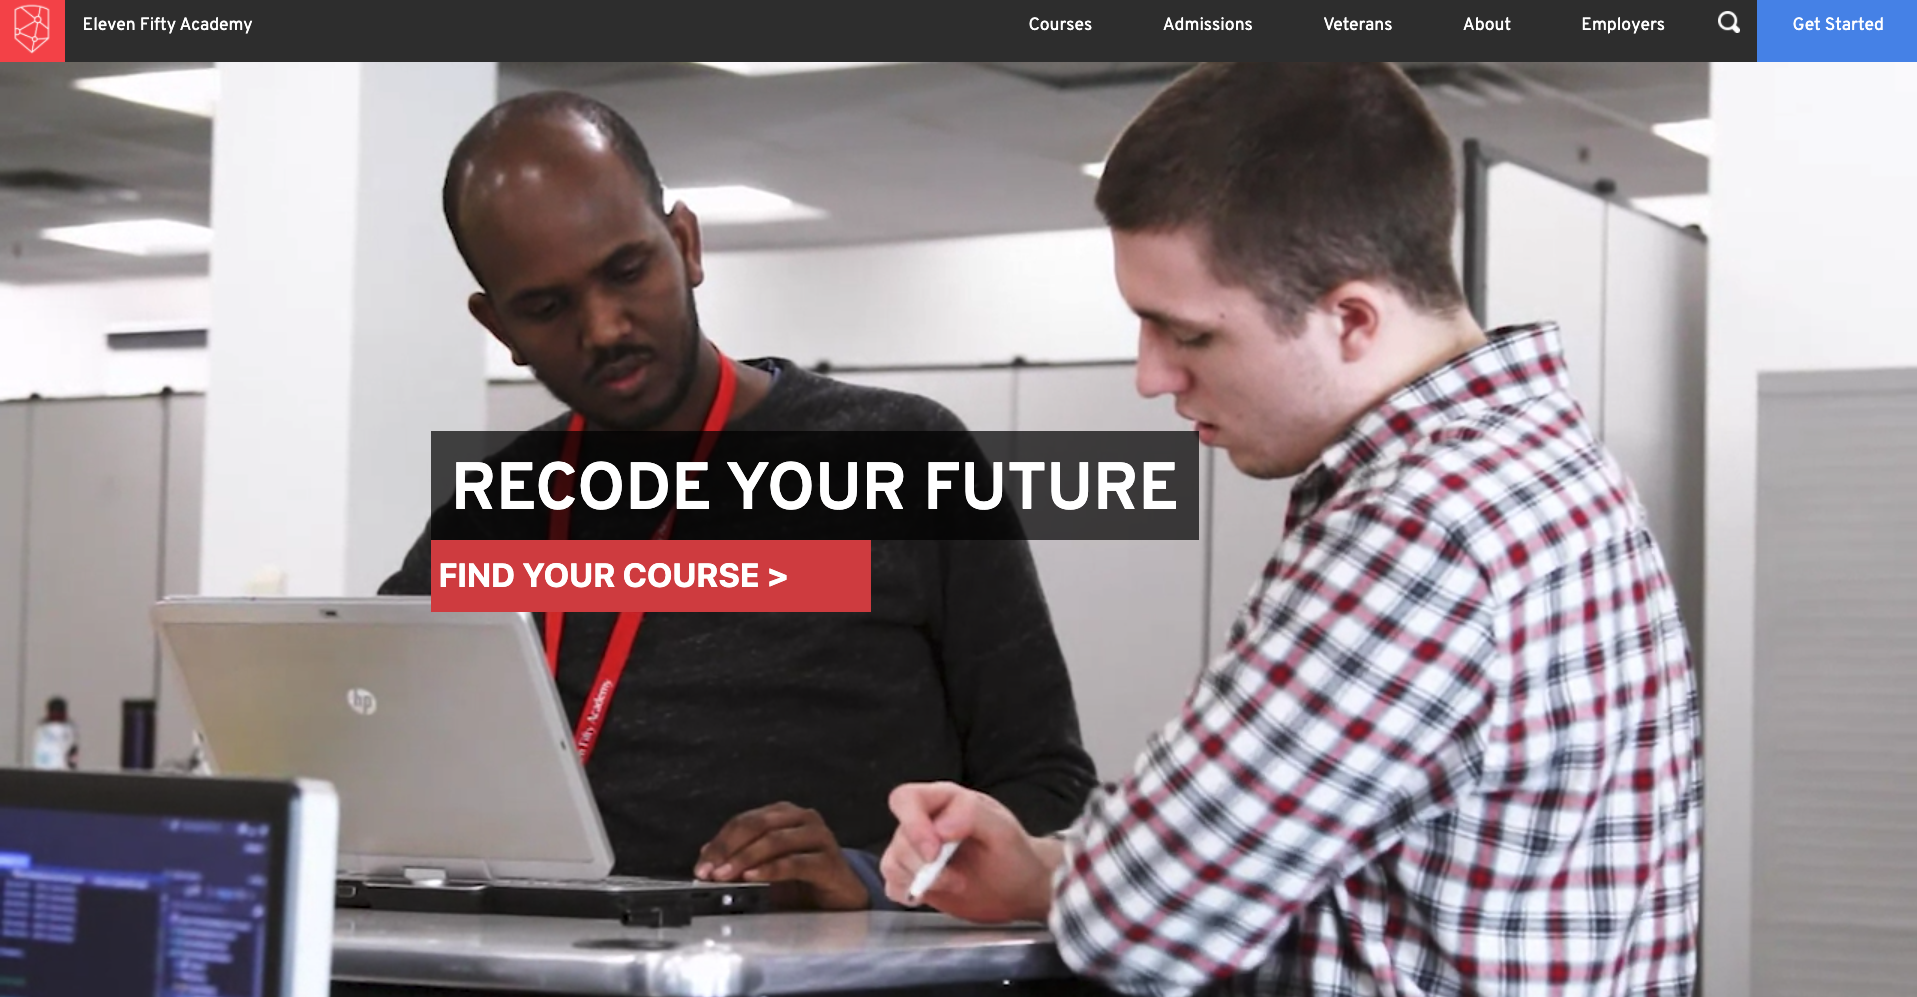 Eleven Fifty Academy
Courses
Admissions
Veterans
About
Employers
Get Started
RECODE YOUR FUTURE
FIND YOUR COURSE >
hp
Fifty Academy